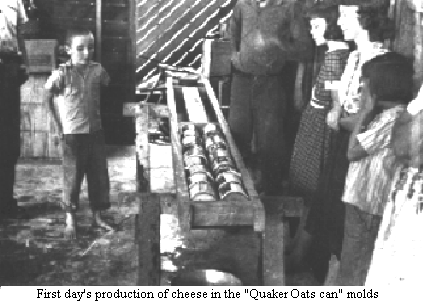 First day's production of cheese in the "Quaker Oats can" molds